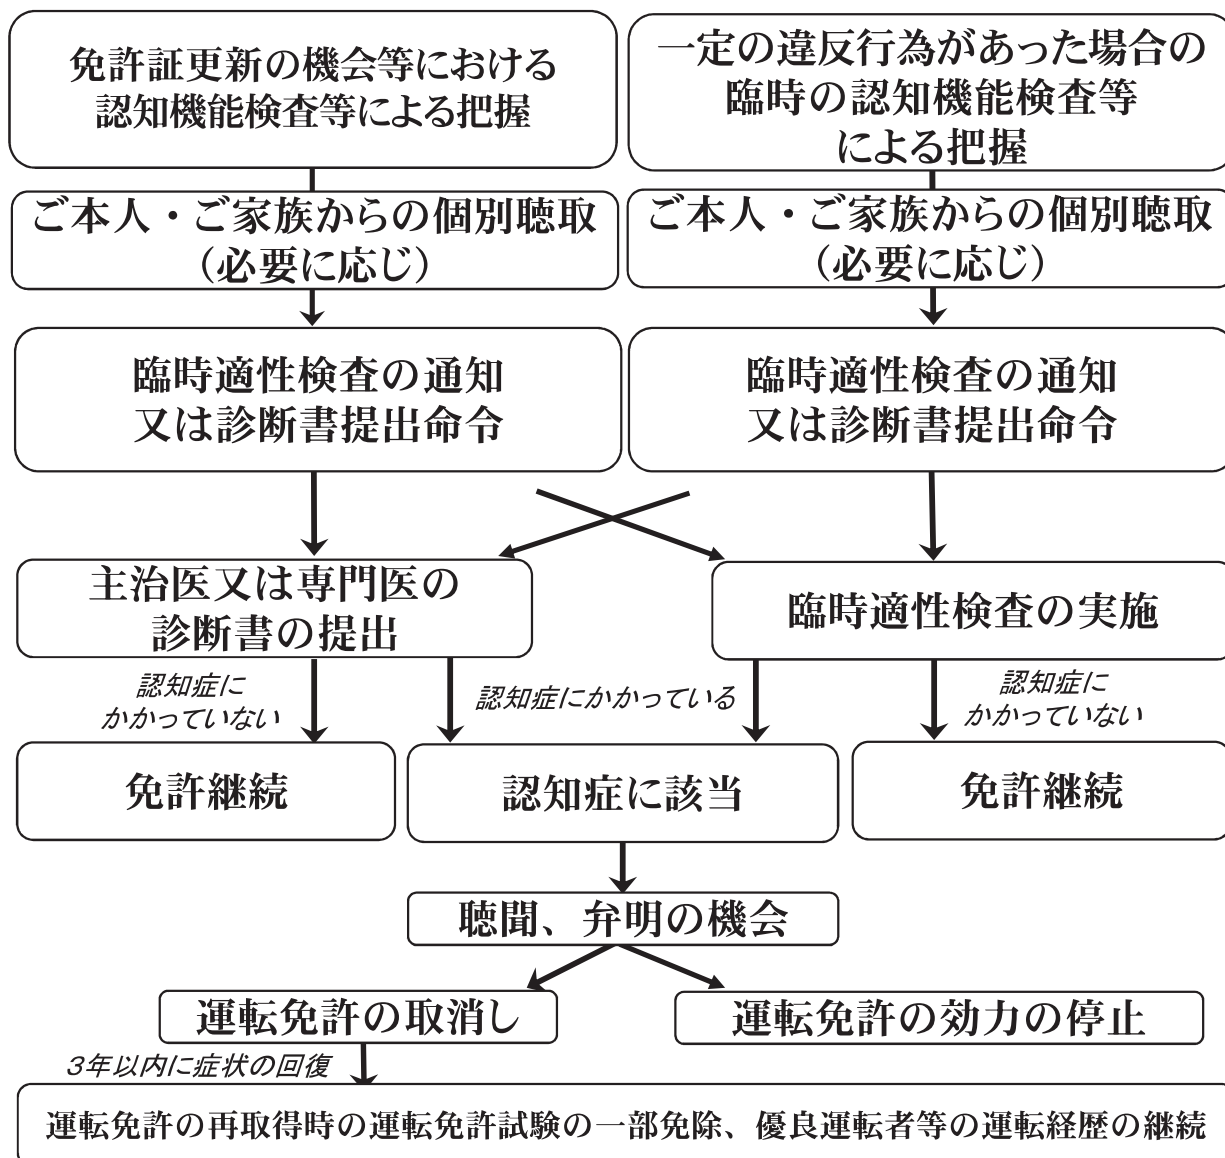 免許証更新の機会等における
認知機能検査等による把握
一定の違反行為があった場合の
臨時の認知機能検査等
による把握
ご本人・ご家族からの個別聴取
（必要に応じ）
ご本人・ご家族からの個別聴取
（必要に応じ）
臨時適性検査の通知
又は診断書提出命令
臨時適性検査の通知
又は診断書提出命令
主治医又は専門医の
診断書の提出
臨時適性検査の実施
認知症に
かかっていない
認知症にかかっている
認知症に
かかっていない
免許継続
認知症に該当
免許継続
聴聞、弁明の機会
運転免許の取消し
運転免許の効力の停止
３年以内に症状の回復
運転免許の再取得時の運転免許試験の一部免除、優良運転者等の運転経歴の継続